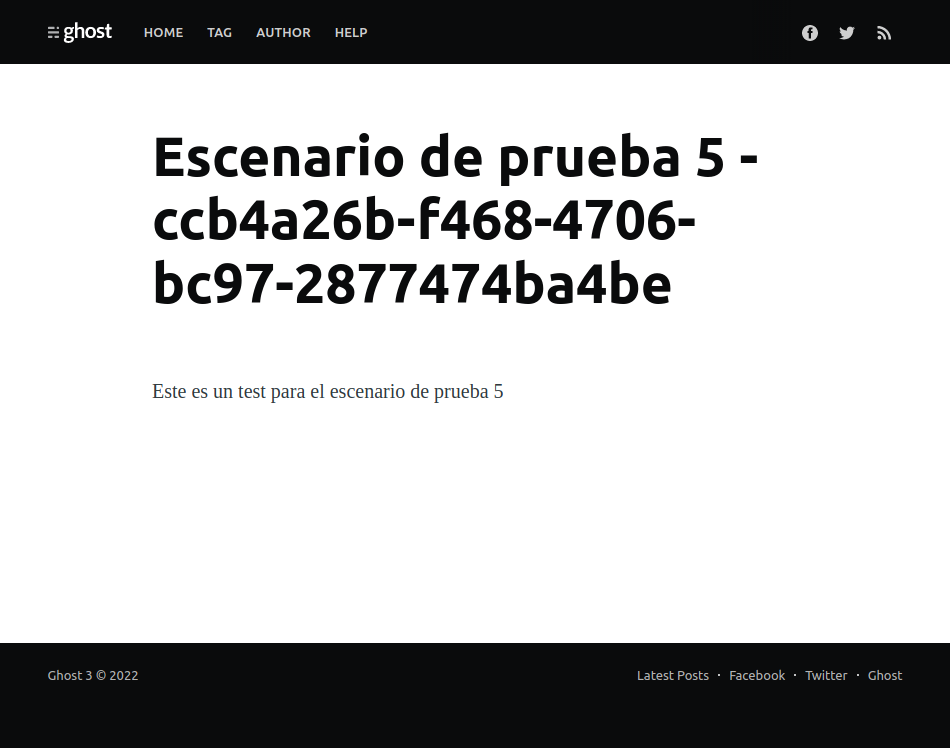 ghost HOME TAG AUTHOR HELP
Escenario de prueba 5 -
ccb4a26b-f468-4706-
bc97-2877474ba4be
Este es un test para el escenario de prueba 5
Ghost 3 © 2022 Latest Posts · Facebook · Twitter · Ghost